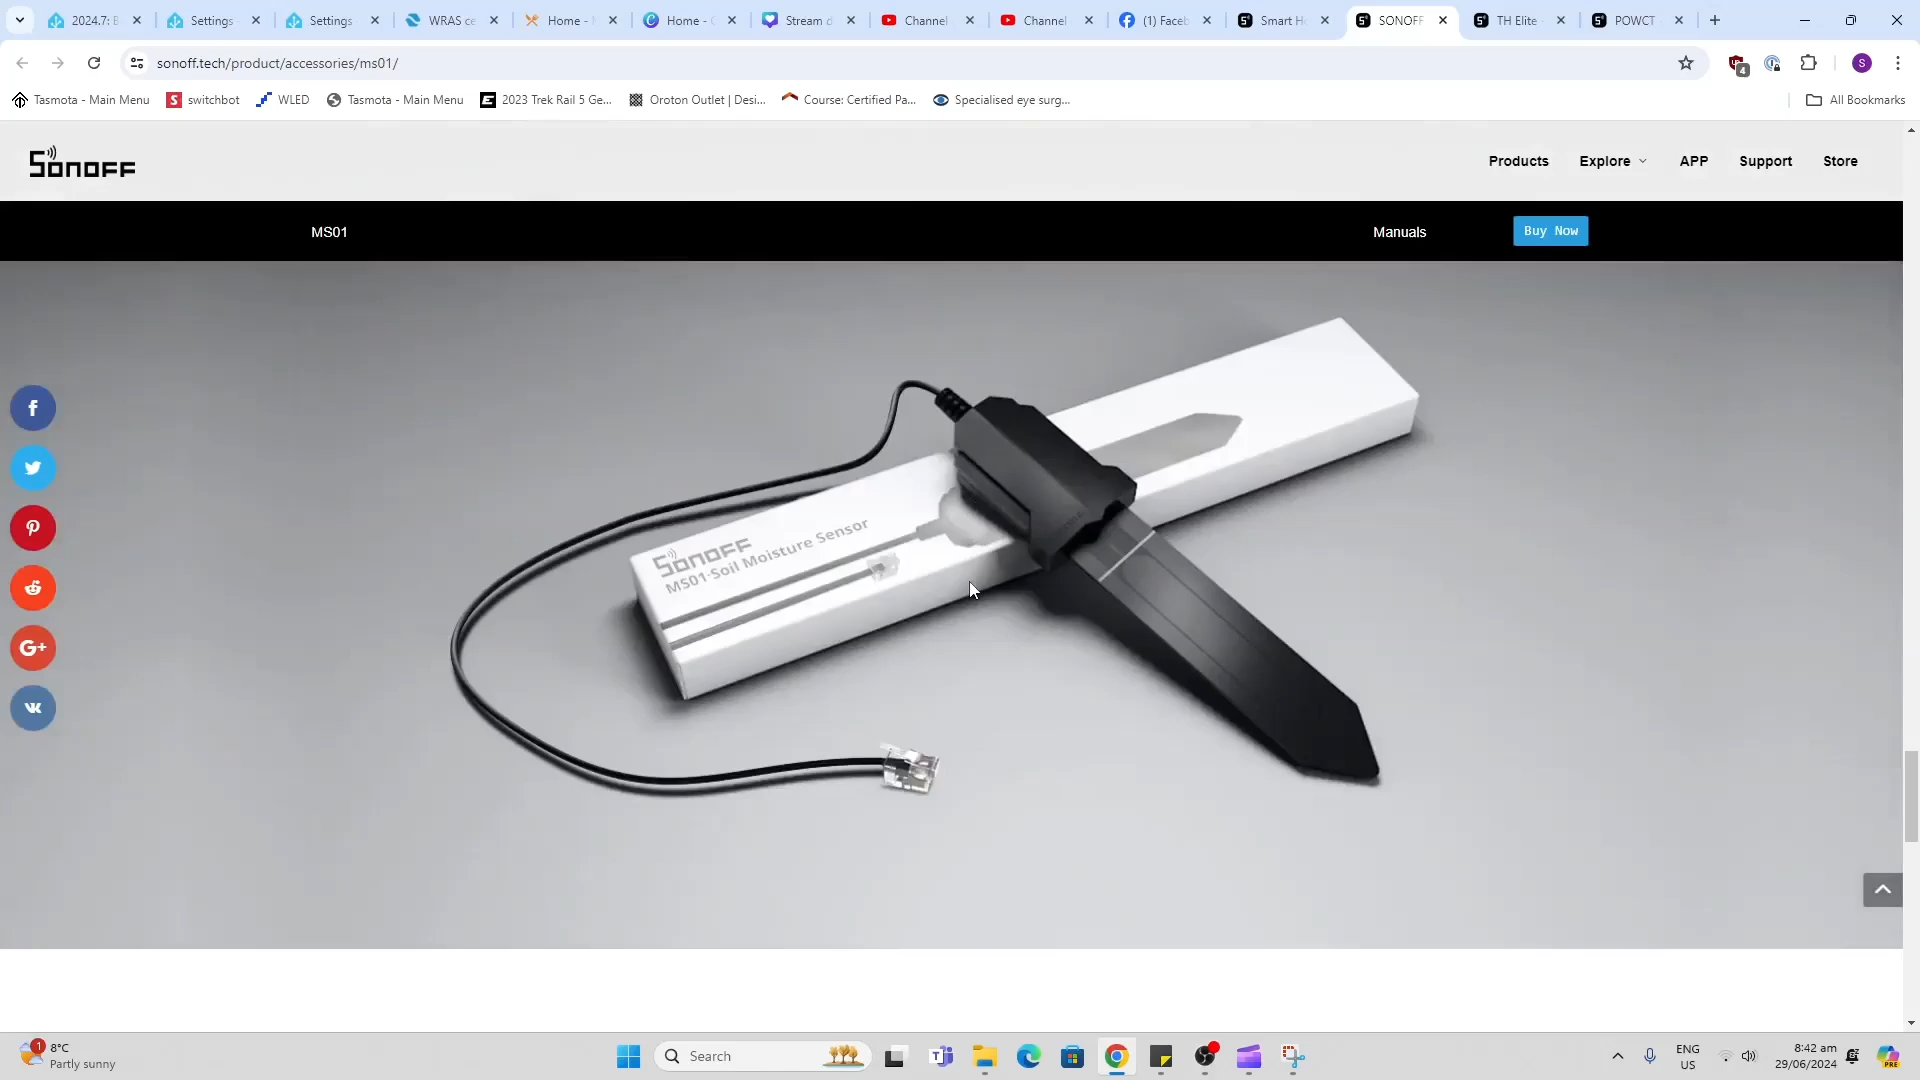 2024.7: B
Settings
Settings
WRAS ce
Home -
Home -
Stream d
Channel
Channel
(1) Faceb
Smart H
SONOFF
TH Elite
POWCT
sonoff.tech/product/accessories/ms01/
4
S
Tasmota - Main Menu
switchbot
WLED
Tasmota - Main Menu
2023 Trek Rail 5 Ge...
Oroton Outlet | Desi...
Course: Certified Pa...
Specialised eye surg...
All Bookmarks
SONOFF
Products
Explore
APP
Support
Store
MS01
Manuals
Buy Now
SONOFF
MS01-Soil Moisture Sensor
1
8°C
Partly sunny
Search
ENG
US
8:42 am
29/06/2024
PRE